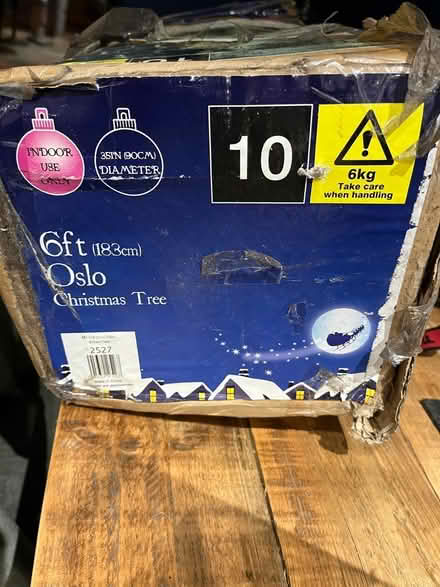 INDOOR
USE
ONLY
35IN (90CM)
DIAMETER
10
6kg
Take care
when handling
6ft (183cm)
Oslo
Christmas Tree
2527